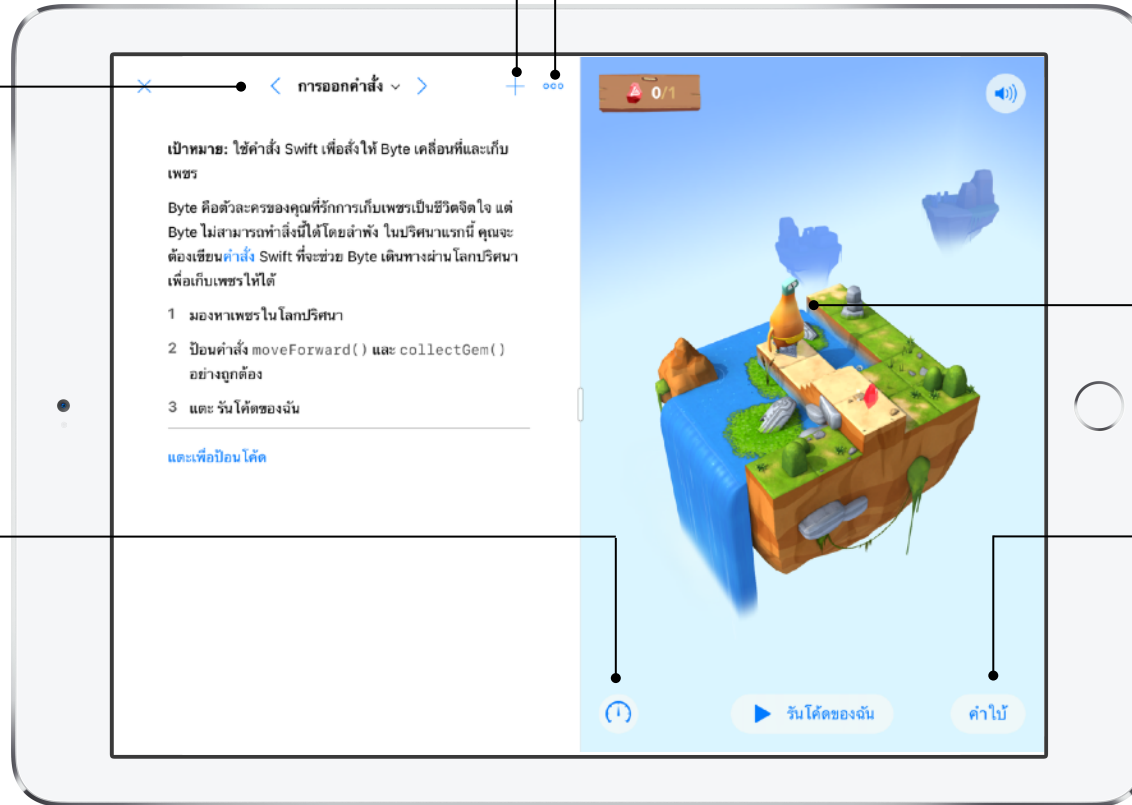 การออกคำสั่ง
0/1
เป้าหมาย: ใช้คำสั่ง Swift เพื่อสั่งให้ Byte เคลื่อนที่และเก็บ
เพชร
Byte คือตัวละครของคุณที่รักการเก็บเพชรเป็นชีวิตจิตใจ แต่
Byte ไม่สามารถทำสิ่งนี้ได้โดยลำพัง ในปริศนาแรกนี้ คุณจะ
ต้องเขียนคำสั่ง Swift ที่จะช่วย Byte เดินทางผ่านโลกปริศนา
เพื่อเก็บเพชรให้ได้
1 มองหาเพชรในโลกปริศนา
2 ป้อนคำสั่ง moveForward() และ collectGem()
อย่างถูกต้อง
3 แตะ รันโค้ดของฉัน
แตะเพื่อป้อนโค้ด
รันโค้ดของฉัน
คำใบ้